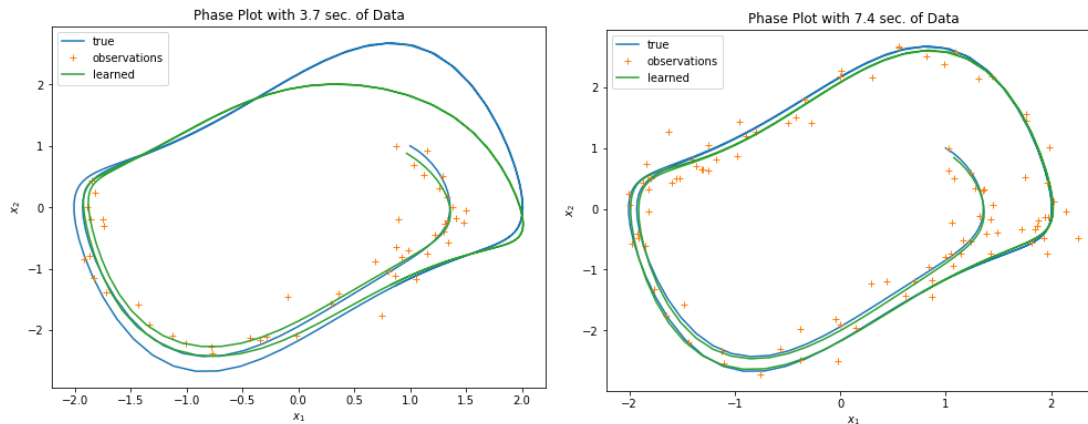 Phase Plot with 3.7 sec. of Data
true
observations
learned
2
1
0
−1
−2
x₂
−2.0 −1.5 −1.0 −0.5 0.0 0.5 1.0 1.5 2.0
x₁
Phase Plot with 7.4 sec. of Data
true
observations
learned
2
1
0
−1
−2
x₂
−2 −1 0 1 2
x₁